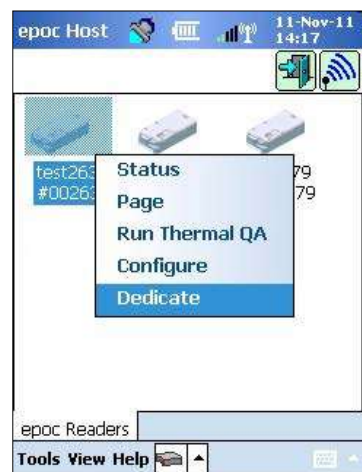 epoc Host
11-Nov-11
14:17
test263
#00263
79
79
Status
Page
Run Thermal QA
Configure
Dedicate
epoc Readers
Tools View Help